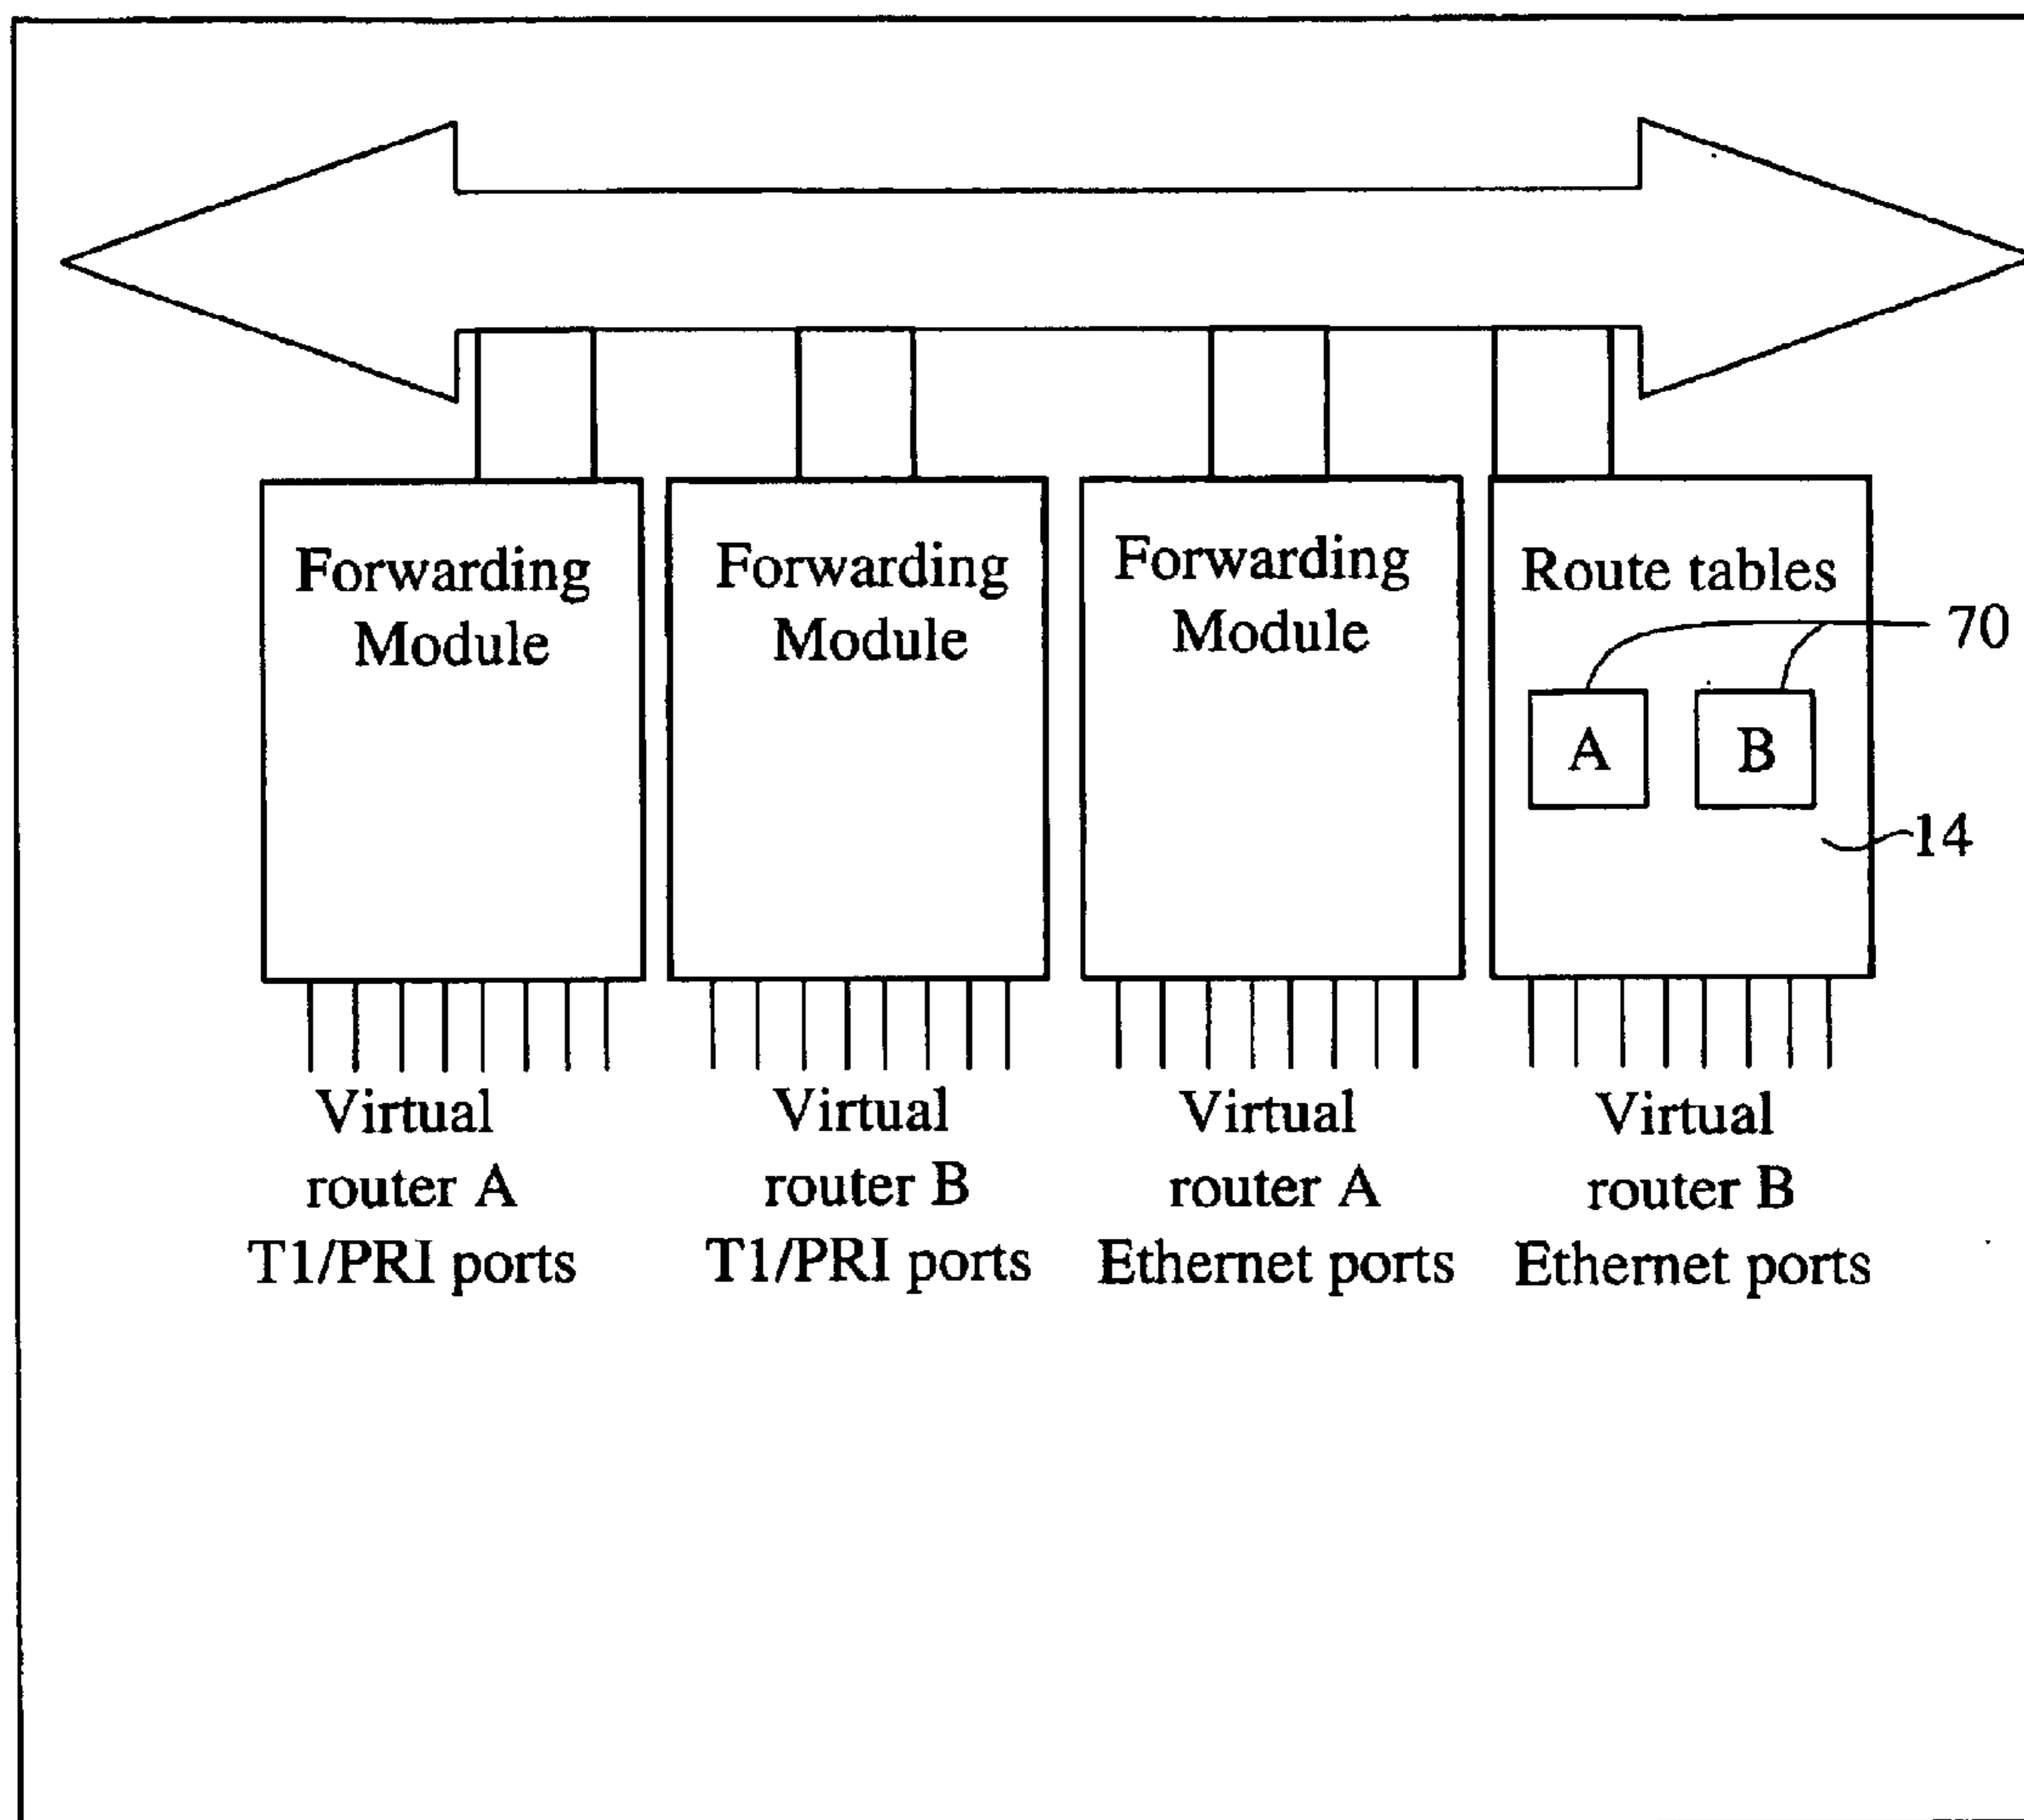 Forwarding
Module
Forwarding
Module
Forwarding
Module
Route tables
70
A
B
14
Virtual
router A
T1/PRI ports
Virtual
router B
T1/PRI ports
Virtual
router A
Ethernet ports
Virtual
router B
Ethernet ports